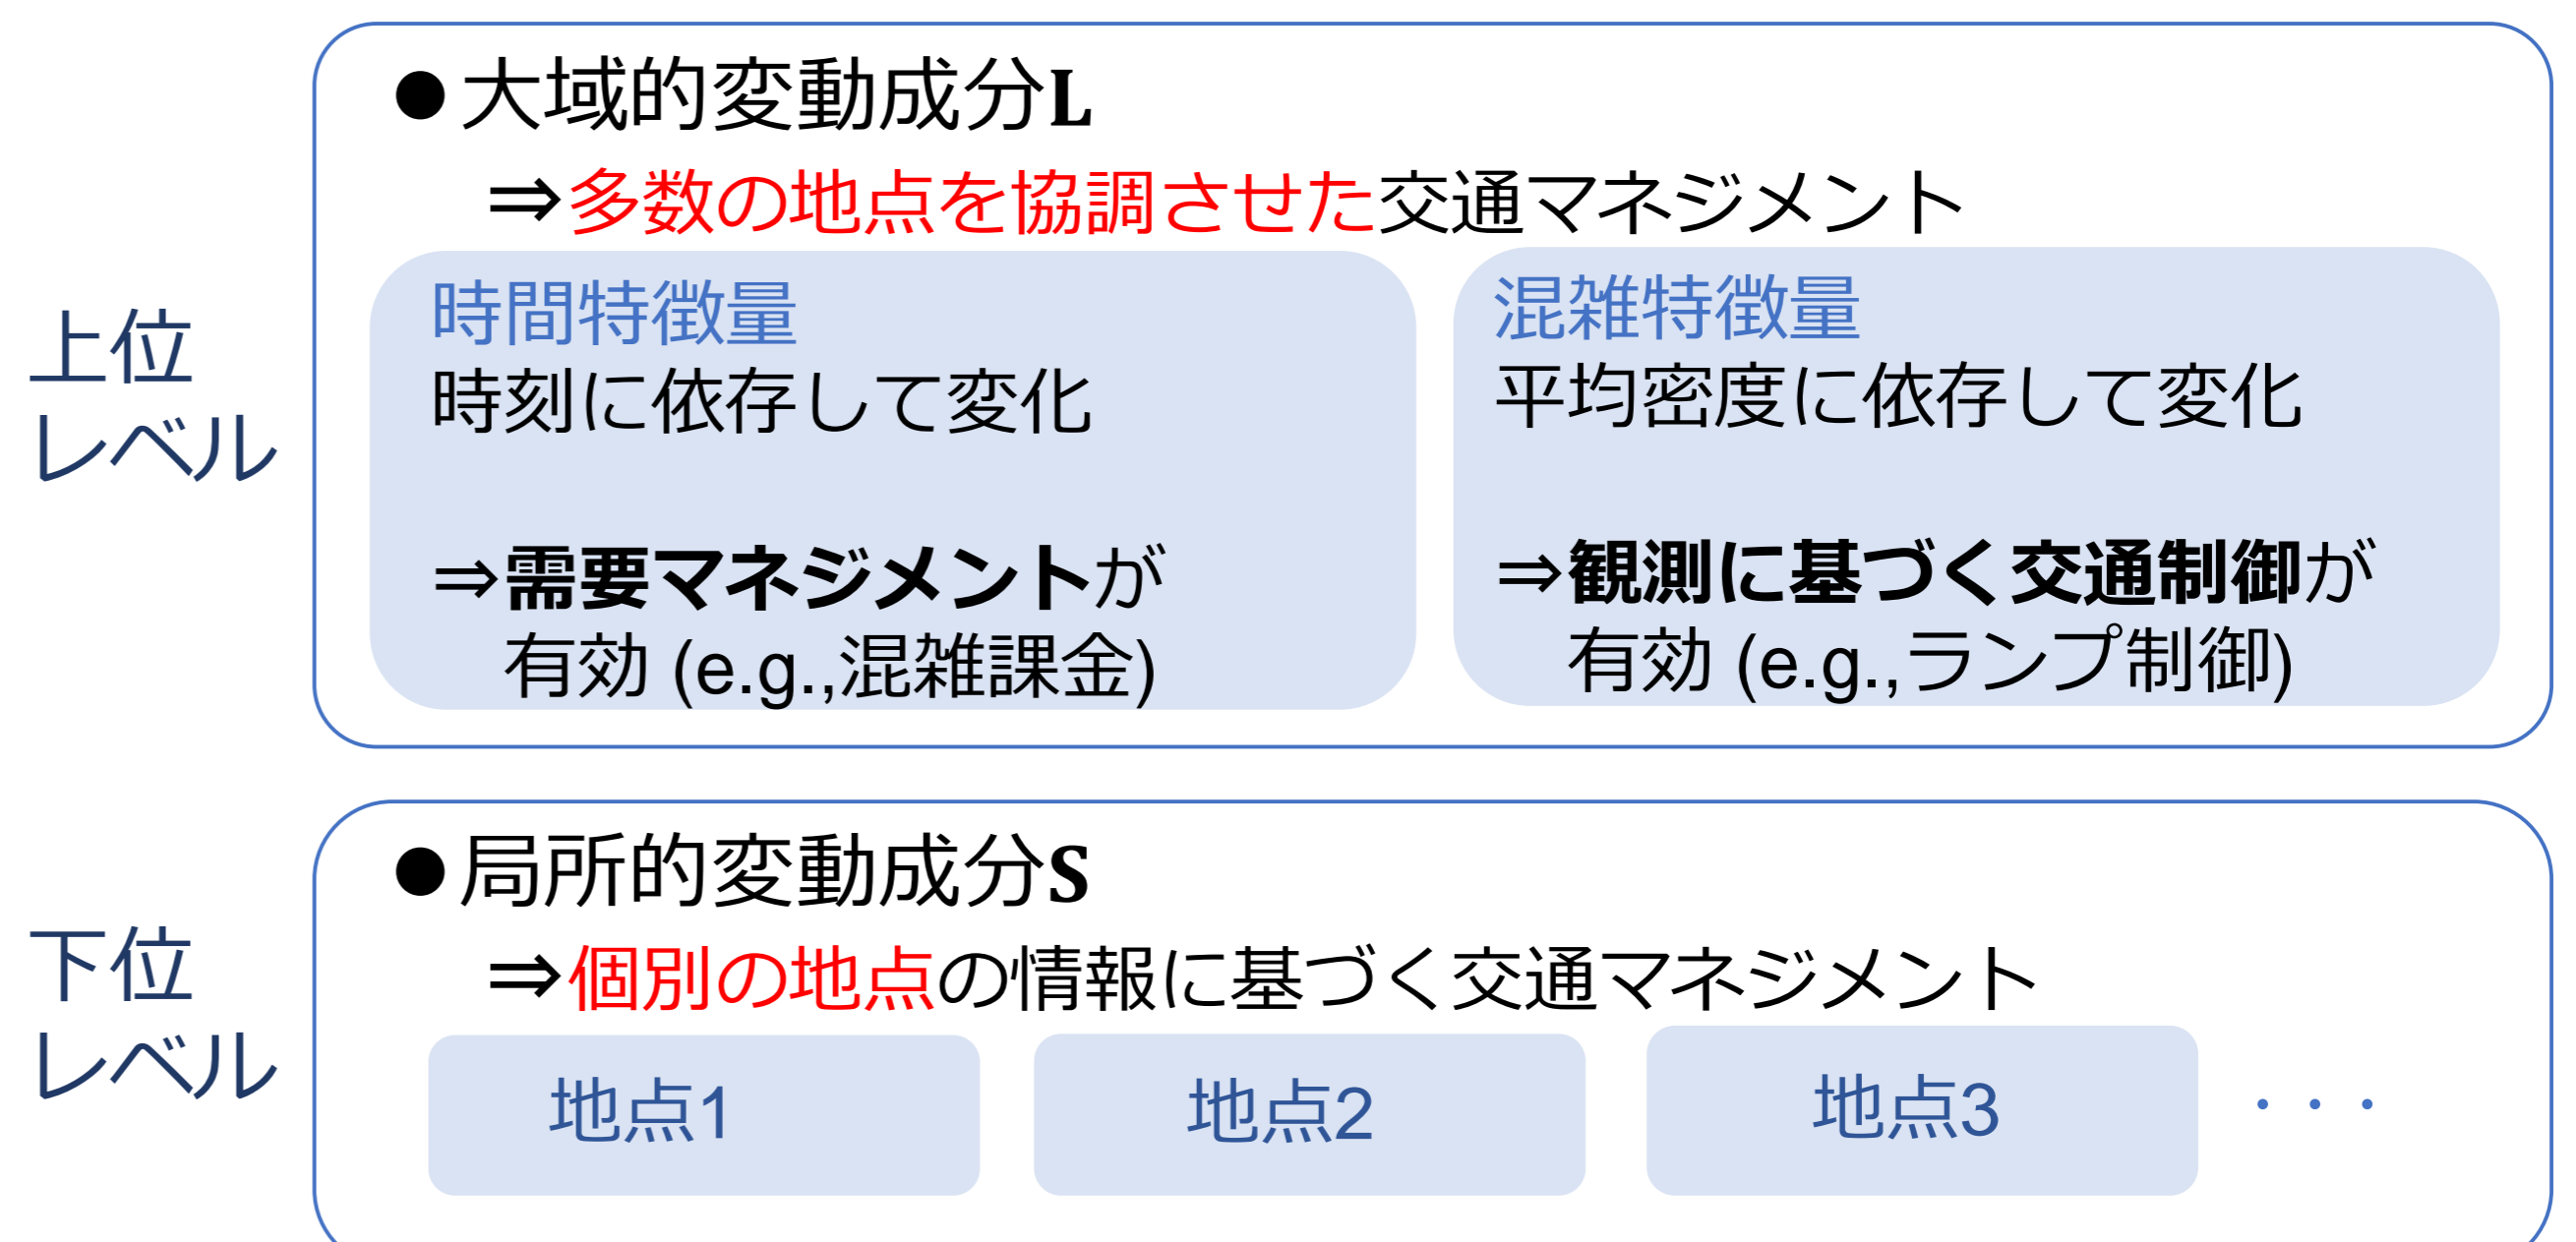 上位
レベル
●大域的変動成分L
⇒多数の地点を協調させた交通マネジメント
時間特徴量
時刻に依存して変化
⇒需要マネジメントが
有効 (e.g.,混雑課金)
混雑特徴量
平均密度に依存して変化
⇒観測に基づく交通制御が
有効 (e.g.,ランプ制御)
下位
レベル
●局所的変動成分S
⇒個別の地点の情報に基づく交通マネジメント
地点1
地点2
地点3
・・・